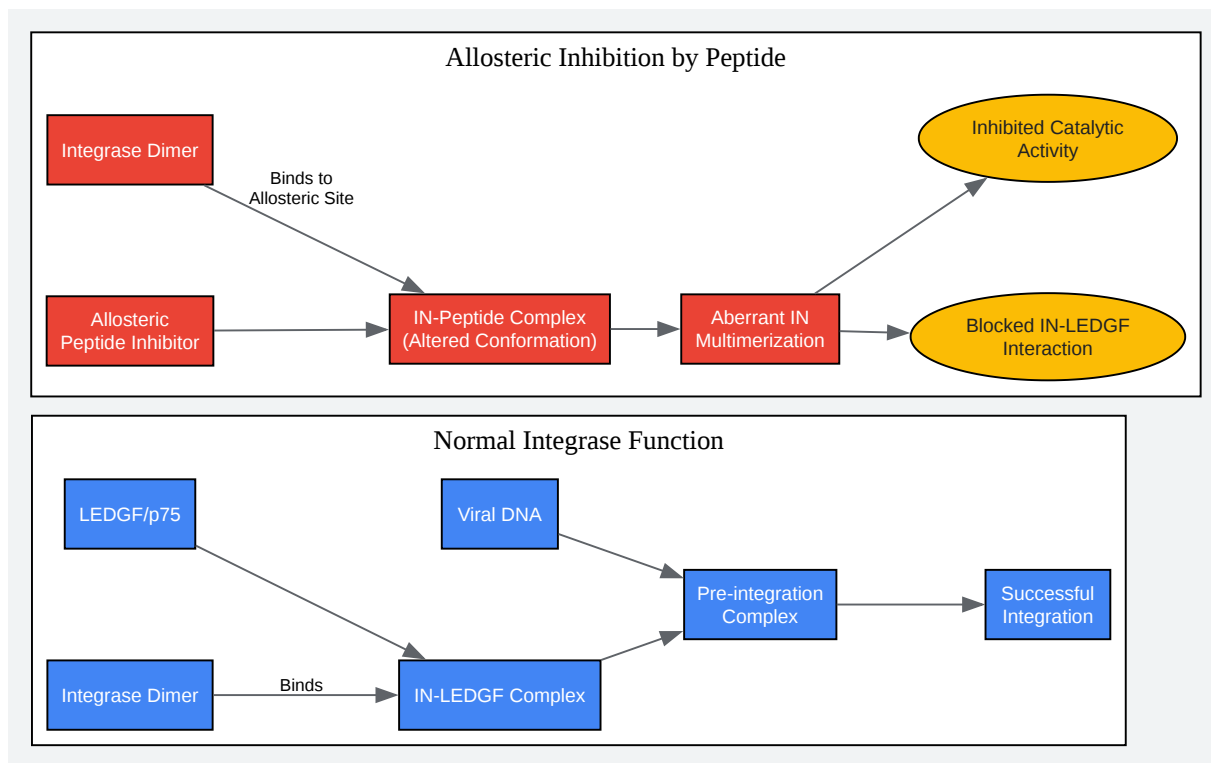 Allosteric Inhibition by Peptide
Integrase Dimer
Binds to
Allosteric Site
Allosteric
Peptide Inhibitor
IN-Peptide Complex
(Altered Conformation)
Aberrant IN
Multimerization
Inhibited Catalytic
Activity
Blocked IN-LEDGF
Interaction
Normal Integrase Function
LEDGF/p75
Viral DNA
Integrase Dimer
Binds
IN-LEDGF Complex
Pre-integration
Complex
Successful
Integration